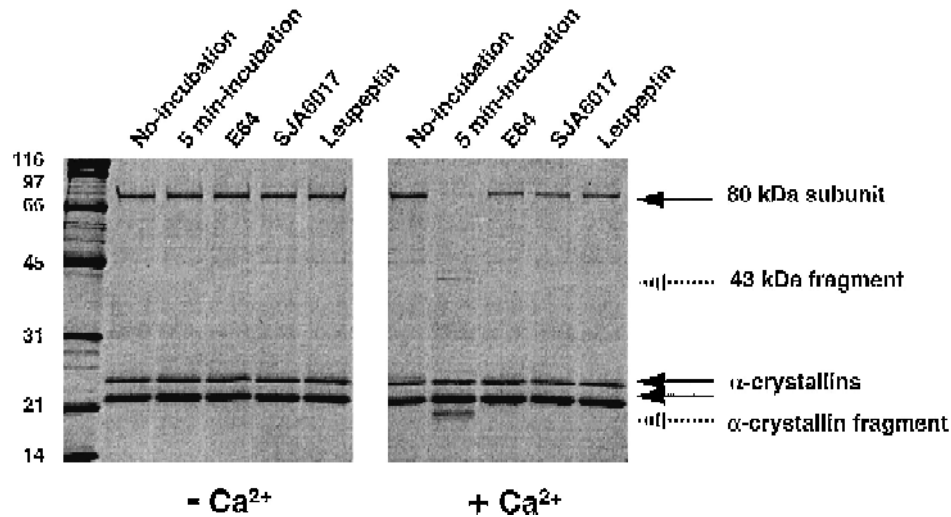 No-incubation
5 min-incubation
E64
SJA6017
Leupeptin
No-incubation
5 min-incubation
E64
SJA6017
Leupeptin
116
97
66
45
31
21
14
80 kDa subunit
43 kDa fragment
α-crystallins
α-crystallin fragment
- Ca²⁺
+ Ca²⁺